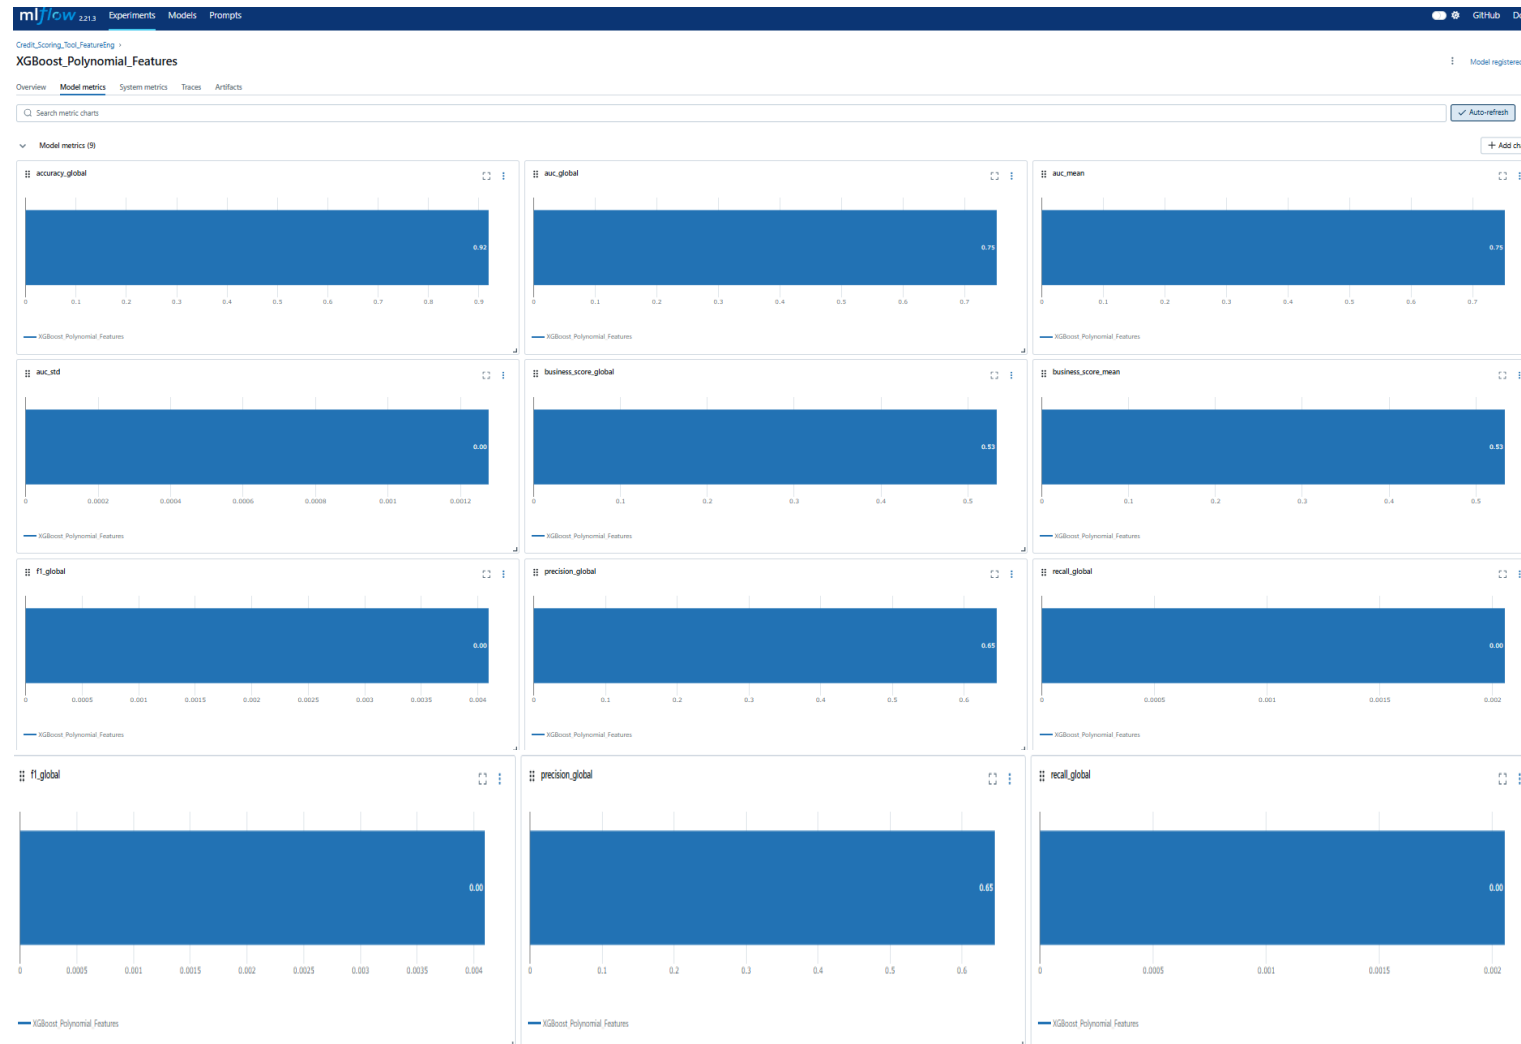 mlflow 2.21.3 Experiments Models Prompts GitHub
Credit_Scoring_Tool_FeatureEng >
XGBoost_Polynomial_Features
Model registered
Overview Model metrics System metrics Traces Artifacts
Search metric charts
Auto-refresh
Model metrics (9)
+ Add
accuracy_global
0.92
0 0.1 0.2 0.3 0.4 0.5 0.6 0.7 0.8 0.9
XGBoost_Polynomial_Features
auc_global
0.75
0 0.1 0.2 0.3 0.4 0.5 0.6 0.7
XGBoost_Polynomial_Features
auc_mean
0.75
0 0.1 0.2 0.3 0.4 0.5 0.6 0.7
XGBoost_Polynomial_Features
auc_std
0.00
0 0.0002 0.0004 0.0006 0.0008 0.001 0.0012
XGBoost_Polynomial_Features
business_score_global
0.53
0 0.1 0.2 0.3 0.4 0.5
XGBoost_Polynomial_Features
business_score_mean
0.53
0 0.1 0.2 0.3 0.4 0.5
XGBoost_Polynomial_Features
f1_global
0.00
0 0.0005 0.001 0.0015 0.002 0.0025 0.003 0.0035 0.004
XGBoost_Polynomial_Features
precision_global
0.65
0 0.1 0.2 0.3 0.4 0.5 0.6
XGBoost_Polynomial_Features
recall_global
0.00
0 0.0005 0.001 0.0015 0.002
XGBoost_Polynomial_Features
f1_global
0.00
0 0.0005 0.001 0.0015 0.002 0.0025 0.003 0.0035 0.004
XGBoost_Polynomial_Features
precision_global
0.65
0 0.1 0.2 0.3 0.4 0.5 0.6
XGBoost_Polynomial_Features
recall_global
0.00
0 0.0005 0.001 0.0015 0.002
XGBoost_Polynomial_Features